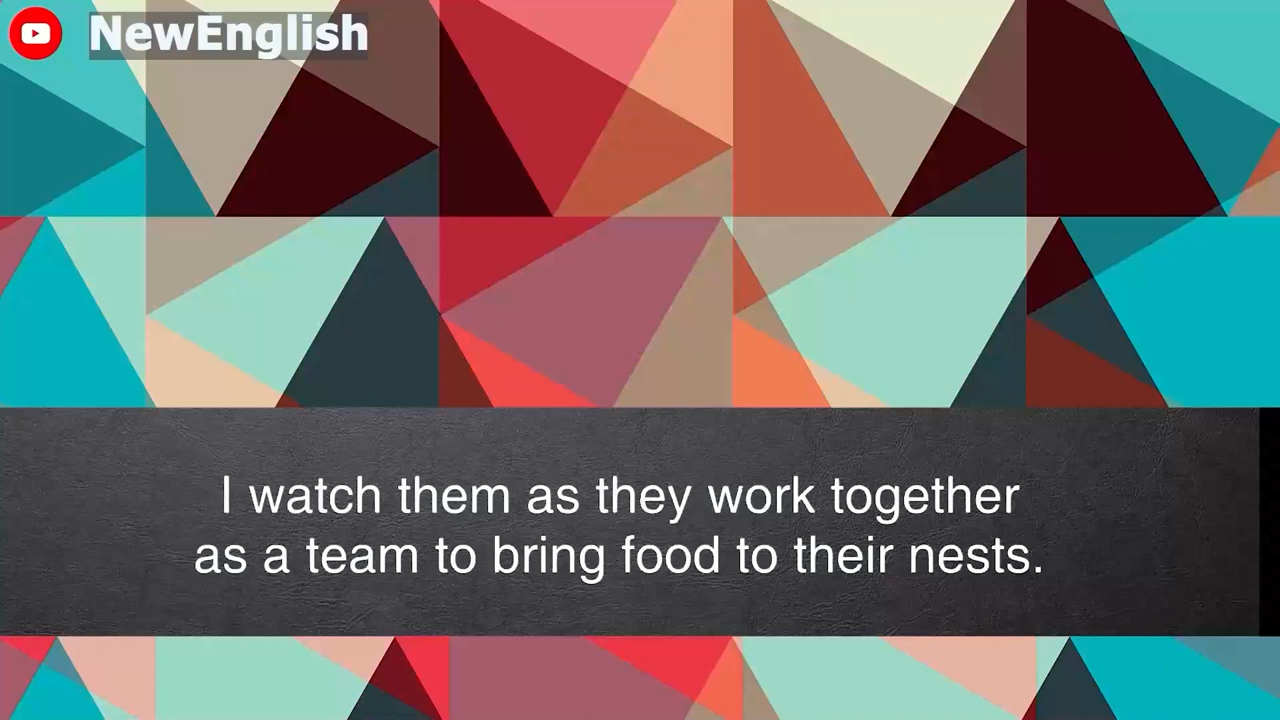 NewEnglish
I watch them as they work together
as a team to bring food to their nests.